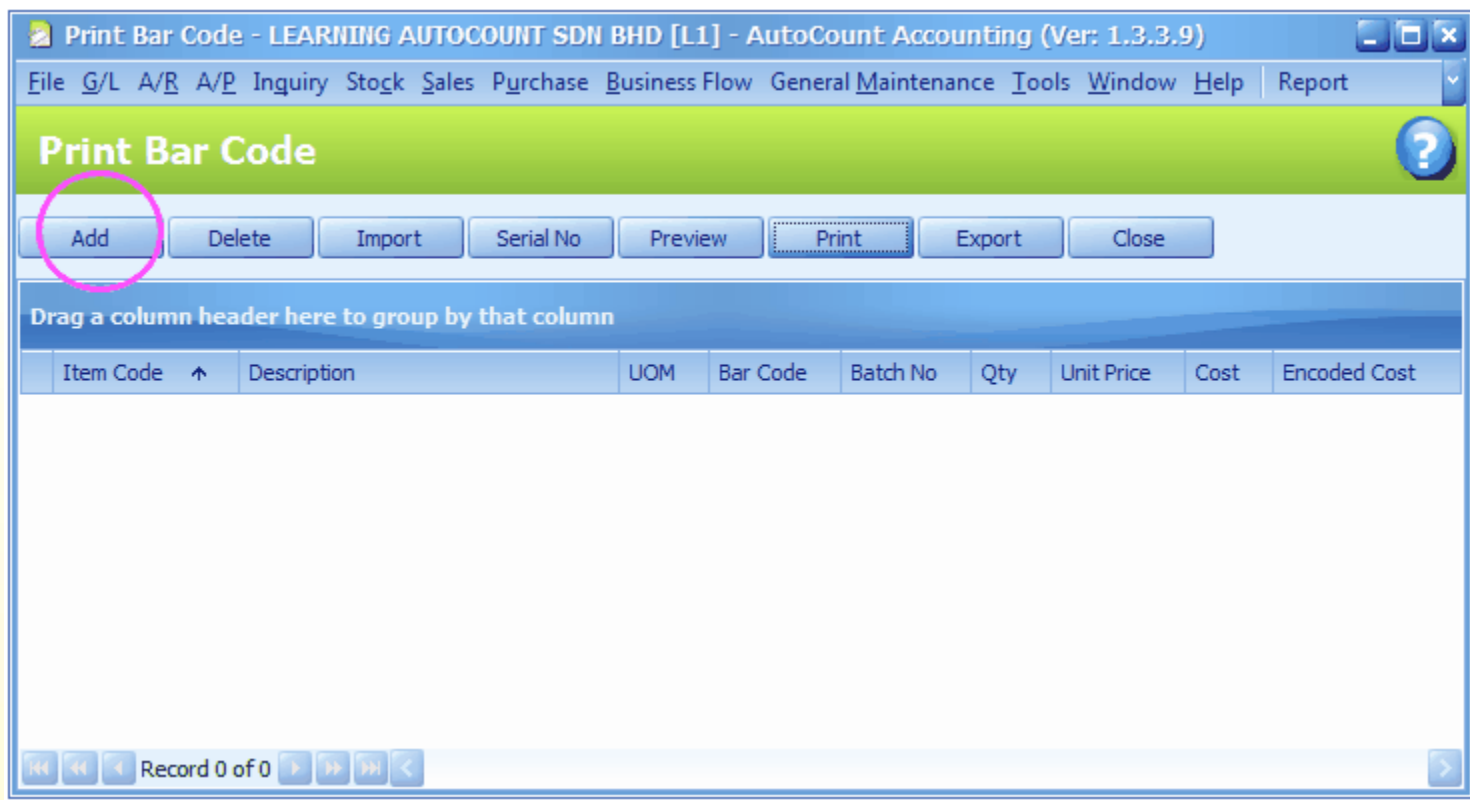 Print Bar Code - LEARNING AUTOCOUNT SDN BHD [L1] - AutoCount Accounting (Ver: 1.3.3.9)
File G/L A/R A/P Inquiry Stock Sales Purchase Business Flow General Maintenance Tools Window Help Report
Print Bar Code
Add Delete Import Serial No Preview Print Export Close
Drag a column header here to group by that column
Item Code Description UOM Bar Code Batch No Qty Unit Price Cost Encoded Cost
Record 0 of 0